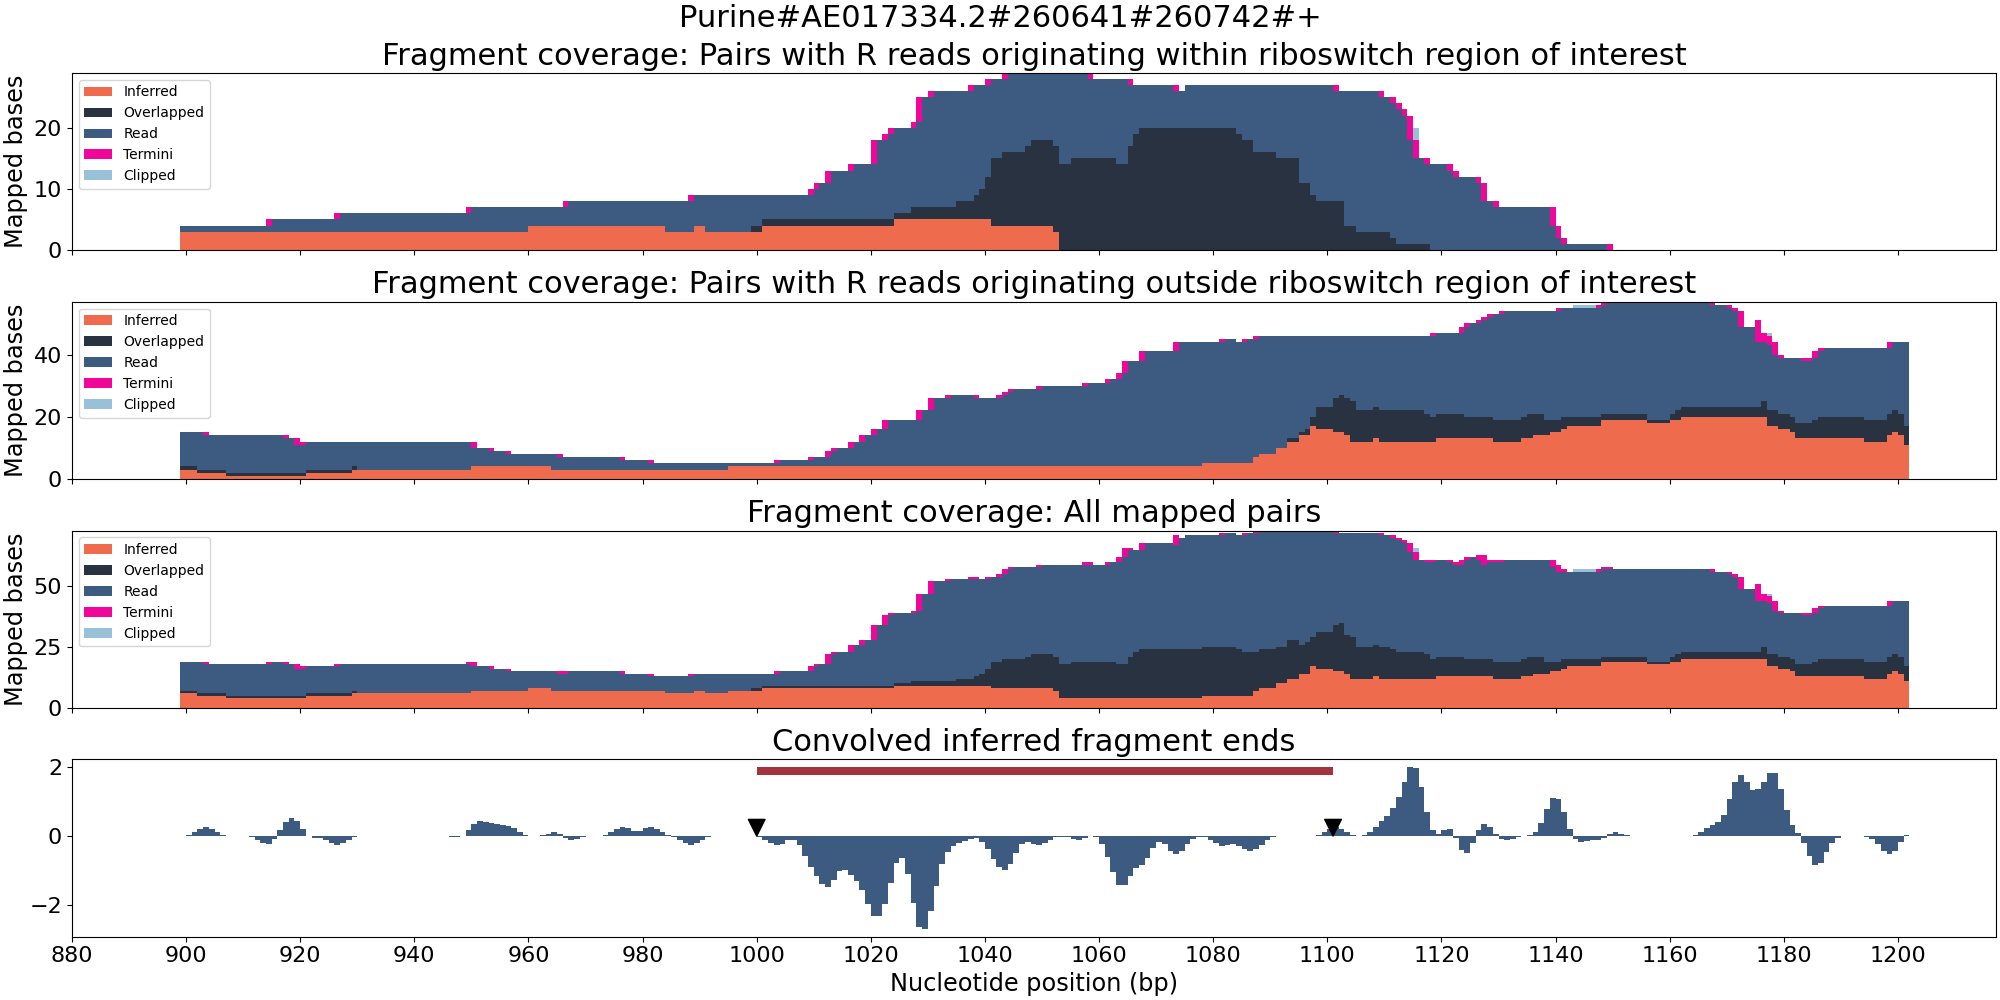 Purine#AE017334.2#260641#260742#+
Fragment coverage: Pairs with R reads originating within riboswitch region of interest
Mapped bases
20
10
0
Inferred
Overlapped
Read
Termini
Clipped
Fragment coverage: Pairs with R reads originating outside riboswitch region of interest
Mapped bases
40
20
0
Inferred
Overlapped
Read
Termini
Clipped
Fragment coverage: All mapped pairs
Mapped bases
50
25
0
Inferred
Overlapped
Read
Termini
Clipped
Convolved inferred fragment ends
2
0
−2
880 900 920 940 960 980 1000 1020 1040 1060 1080 1100 1120 1140 1160 1180 1200
Nucleotide position (bp)